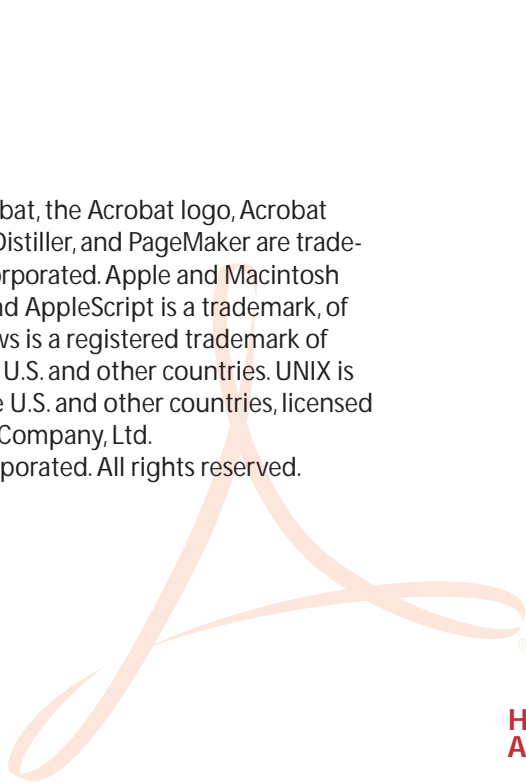 bat, the Acrobat logo, Acrobat
Distiller, and PageMaker are trade-
orporated. Apple and Macintosh
nd AppleScript is a trademark, of
ws is a registered trademark of
U.S. and other countries. UNIX is
e U.S. and other countries, licensed
Company, Ltd.
porated. All rights reserved.
®
H
A